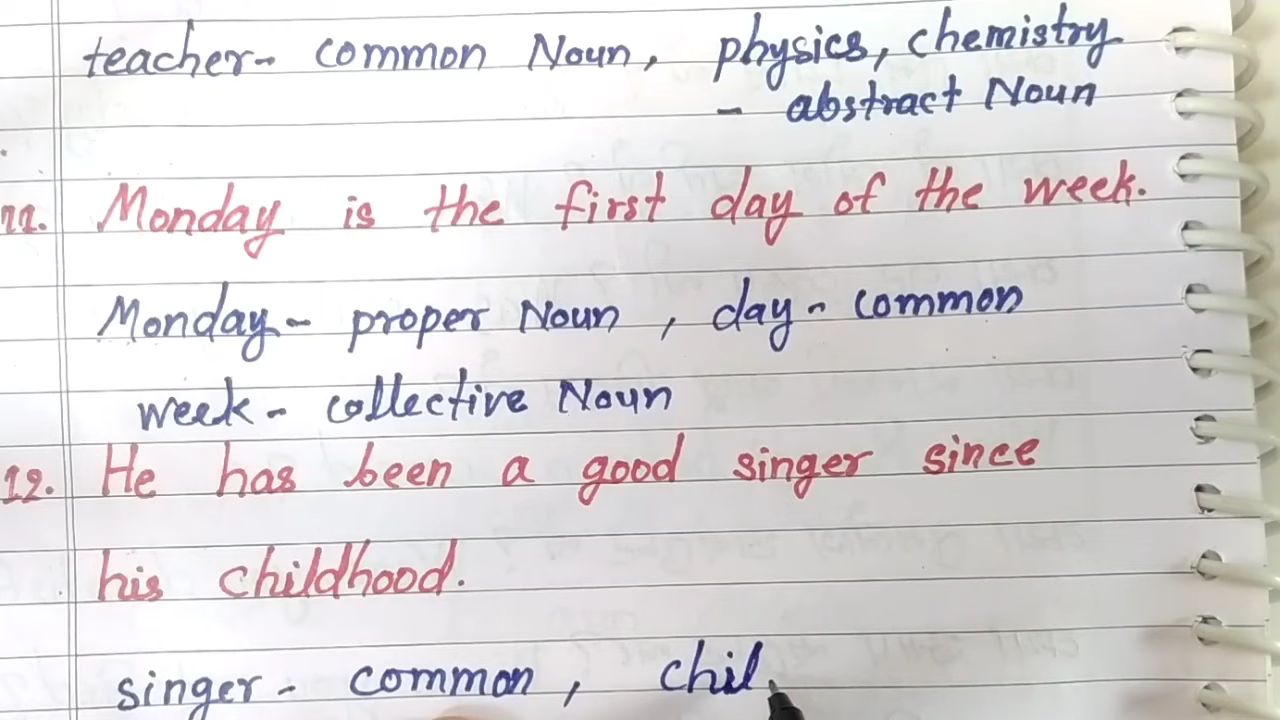 teacher- common Noun, physics, chemistry
- abstract Noun
11. Monday is the first day of the week.
Monday- proper Noun, day- common
week- collective Noun
12. He has been a good singer since
his childhood.
singer- common, chil